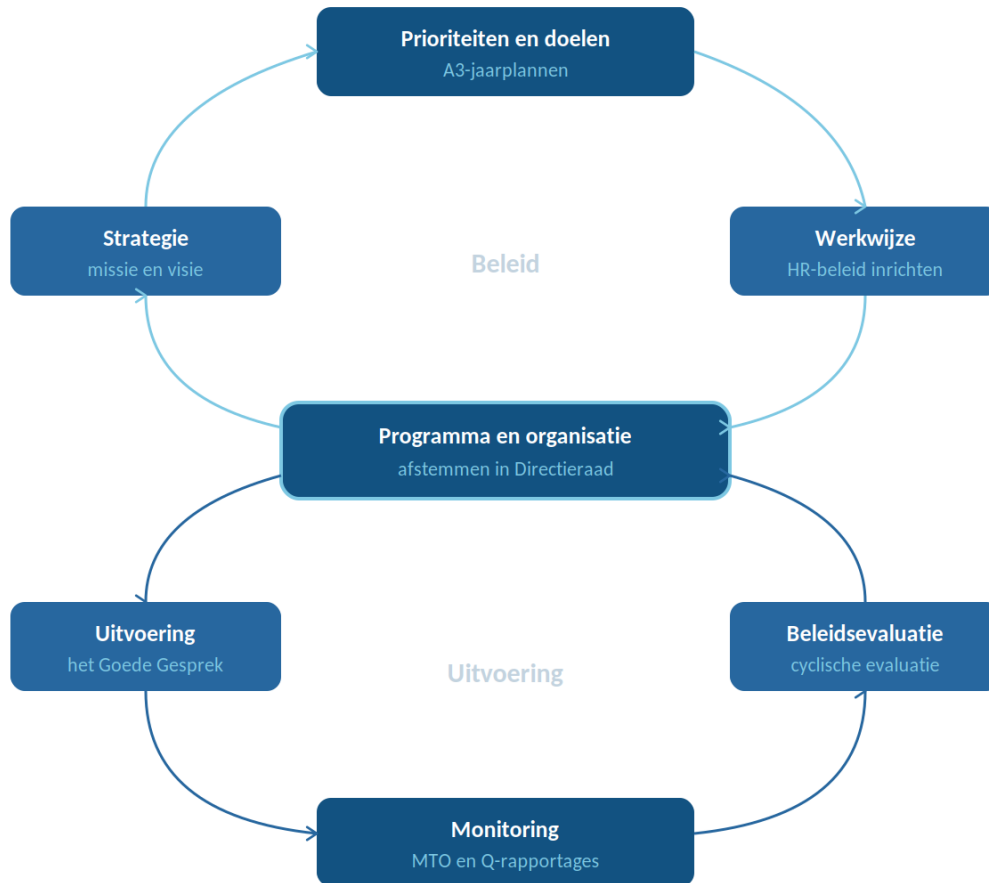 Prioriteiten en doelen
A3-jaarplannen
Strategie
missie en visie
Werkwijze
HR-beleid inrichten
Beleid
Programma en organisatie
afstemmen in Directieraad
Uitvoering
het Goede Gesprek
Beleidsevaluatie
cyclische evaluatie
Uitvoering
Monitoring
MTO en Q-rapportages